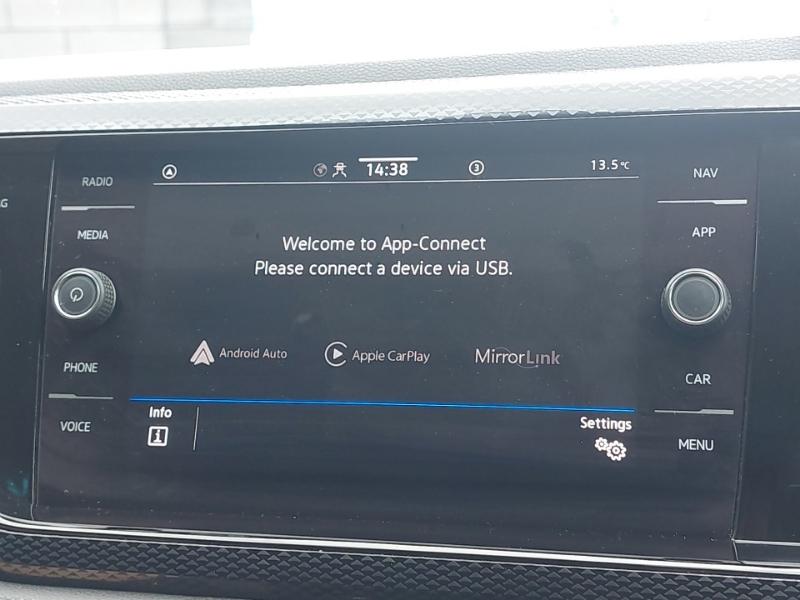 14:38
3
13.5°C
RADIO
NAV
MEDIA
APP
Welcome to App-Connect
Please connect a device via USB.
Android Auto
Apple CarPlay
MirrorLink
PHONE
CAR
Info
Settings
VOICE
MENU